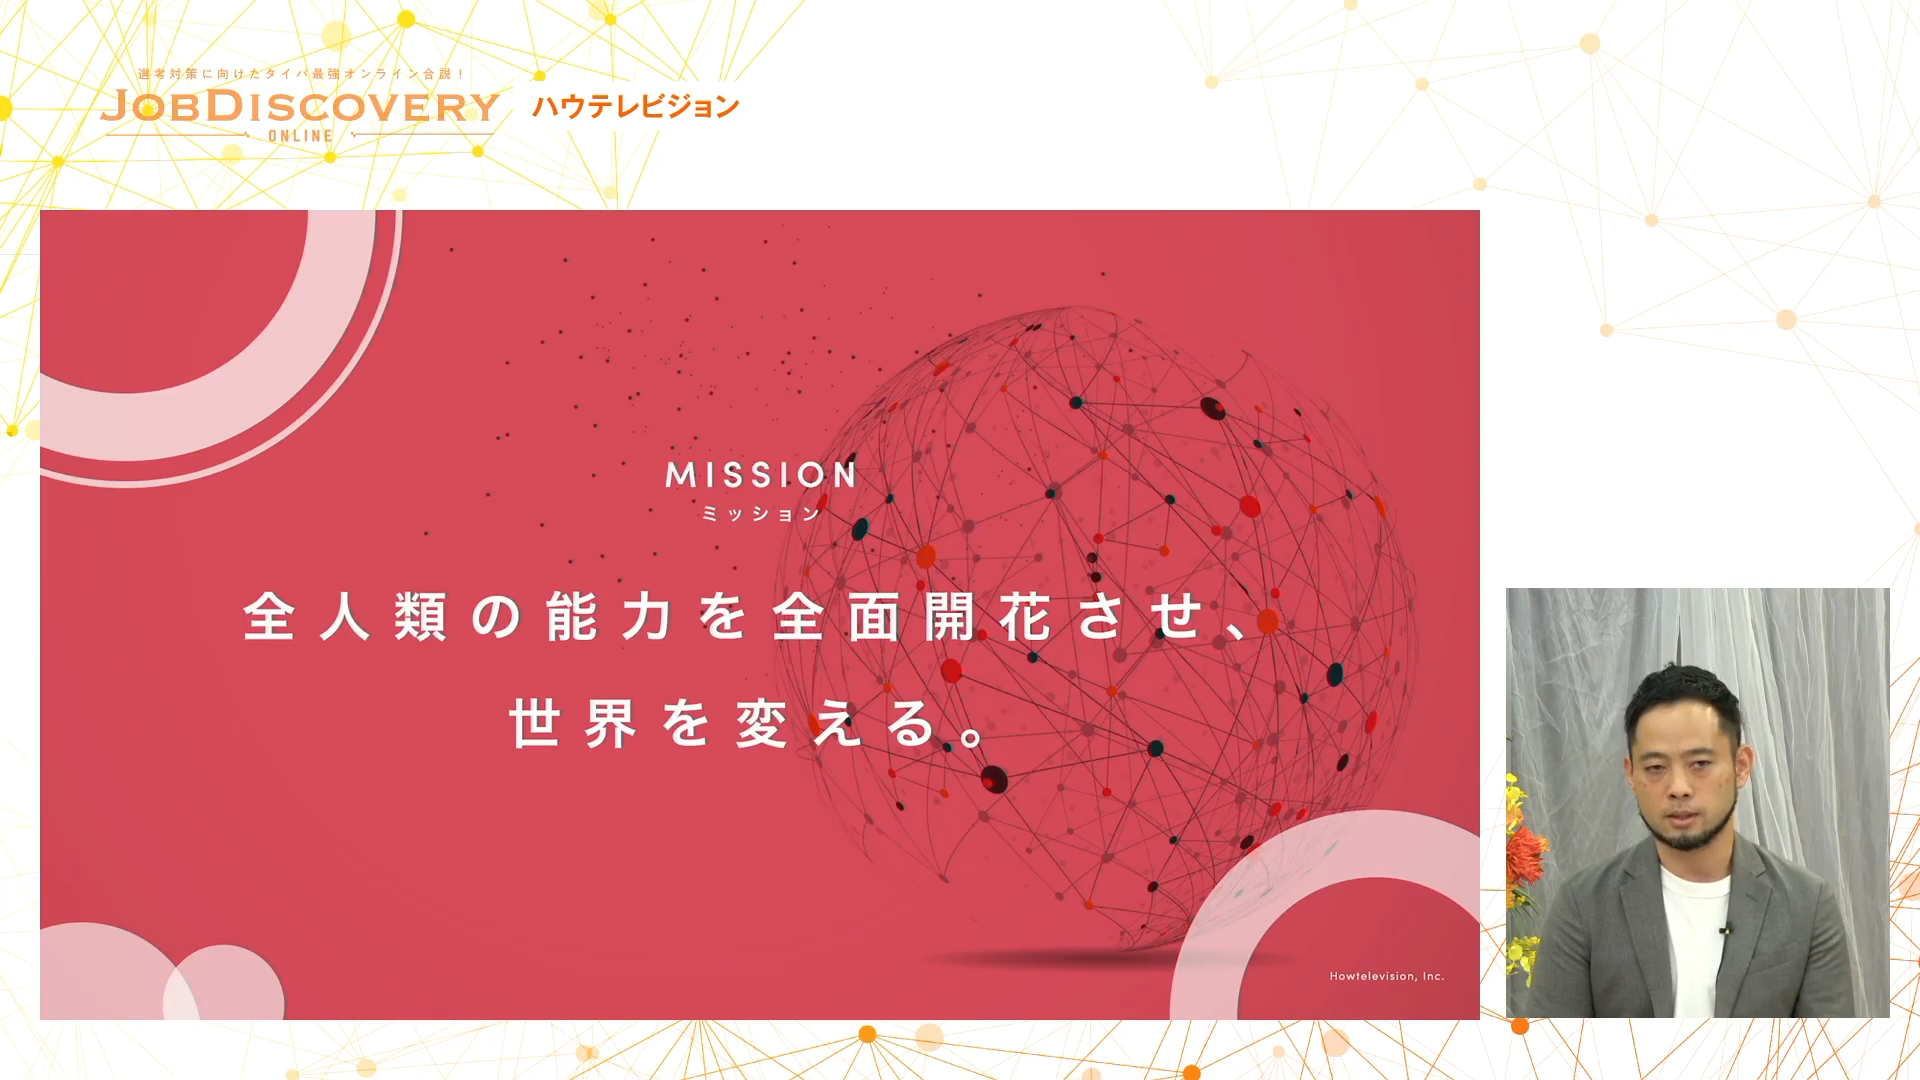 選考対策に向けたタイパ最強オンライン合説！
JOBDISCOVERY
ONLINE
ハウテレビジョン
MISSION
ミッション
全人類の能力を全面開花させ、
世界を変える。
Howtelevision, Inc.